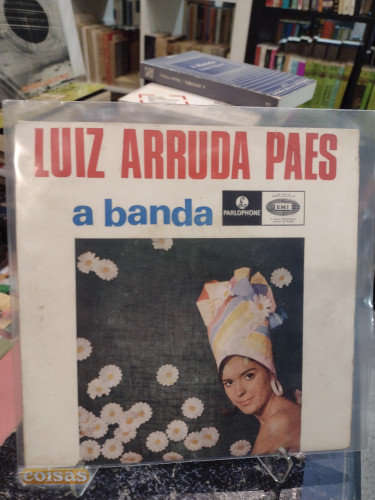 LUIZ ARRUDA PAES
a banda
PARLOPHONE
EMI
coisas